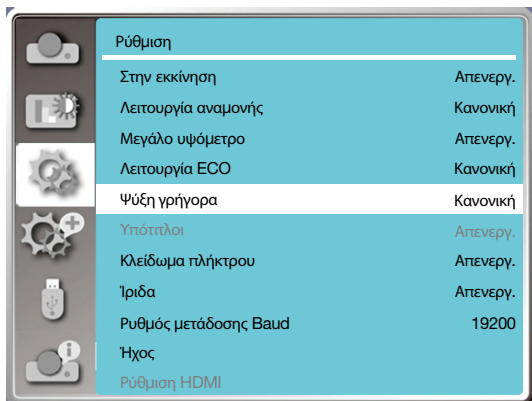 Ρύθμιση
Στην εκκίνηση Απενεργ.
Λειτουργία αναμονής Κανονική
Μεγάλο υψόμετρο Απενεργ.
Λειτουργία ECO Κανονική
Ψύξη γρήγορα Κανονική
Υπότιτλοι Απενεργ.
Κλείδωμα πλήκτρου Απενεργ.
Ίριδα Απενεργ.
Ρυθμός μετάδοσης Baud 19200
Ήχος
Ρύθμιση HDMI